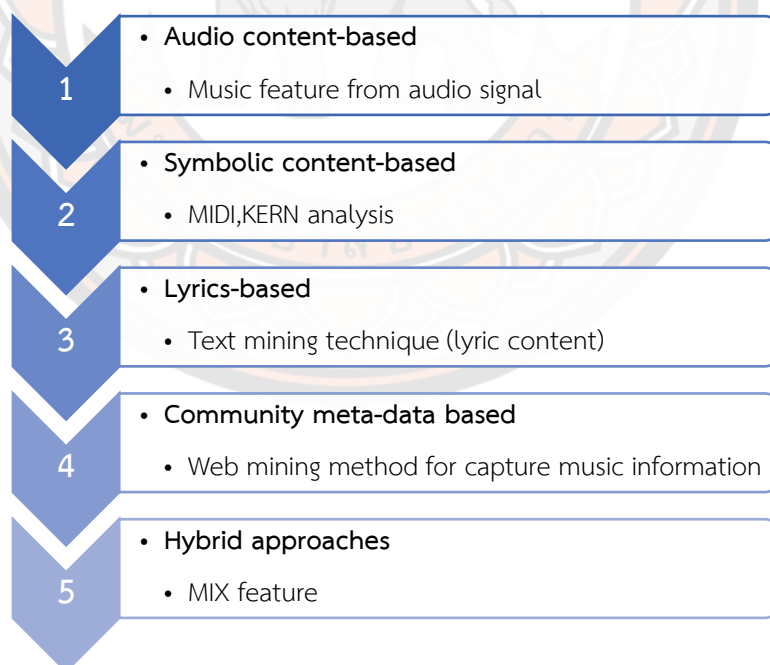 1
• Audio content-based
• Music feature from audio signal
2
• Symbolic content-based
• MIDI,KERN analysis
3
• Lyrics-based
• Text mining technique (lyric content)
4
• Community meta-data based
• Web mining method for capture music information
5
• Hybrid approaches
• MIX feature